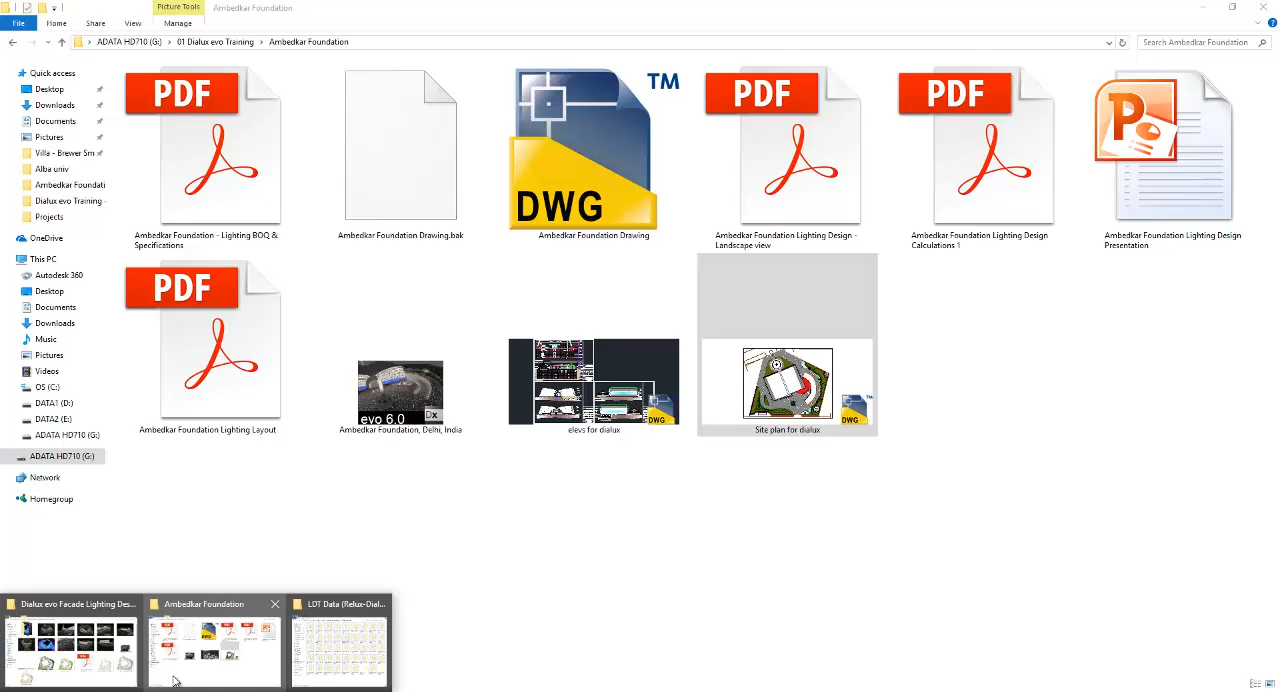 Picture Tools
Ambedkar Foundation
File
Home
Share
View
Manage
ADATA HD710 (G:)
01 Dialux evo Training
Ambedkar Foundation
Search Ambedkar Foundation
Quick access
Desktop
Downloads
Documents
Pictures
Villa - Brewer Sm
Alba univ
Ambedkar Foundati
Dialux evo Training -
Projects
OneDrive
This PC
Autodesk 360
Desktop
Documents
Downloads
Music
Pictures
Videos
OS (C:)
DATA1 (D:)
DATA2 (E:)
ADATA HD710 (G:)
ADATA HD710 (G:)
Network
Homegroup
PDF
Ambedkar Foundation - Lighting BOQ &
Specifications
Ambedkar Foundation Drawing.bak
TM
DWG
Ambedkar Foundation Drawing
PDF
Ambedkar Foundation Lighting Design -
Landscape view
PDF
Ambedkar Foundation Lighting Design
Calculations 1
P
Ambedkar Foundation Lighting Design
Presentation
PDF
Ambedkar Foundation Lighting Layout
evo 6.0
Dx
Ambedkar Foundation, Delhi, India
DWG
elevs for dialux
TM
DWG
Site plan for dialux
Dialux evo Facade Lighting Des...
Ambedkar Foundation
LDT Data (Relux-Dial...